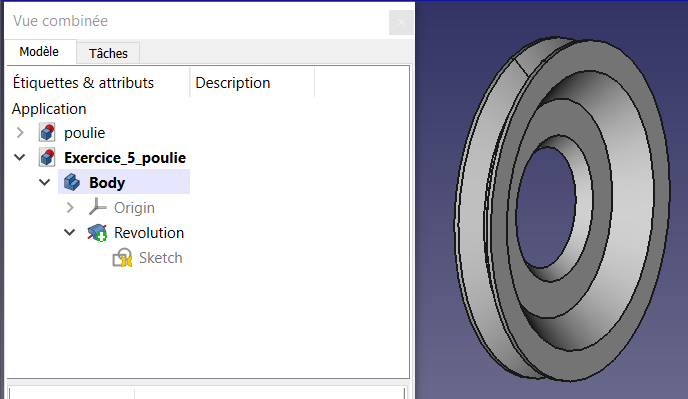 Vue combinée
Modèle Tâches
Étiquettes & attributs Description
Application
poulie
Exercice_5_poulie
Body
Origin
Revolution
Sketch